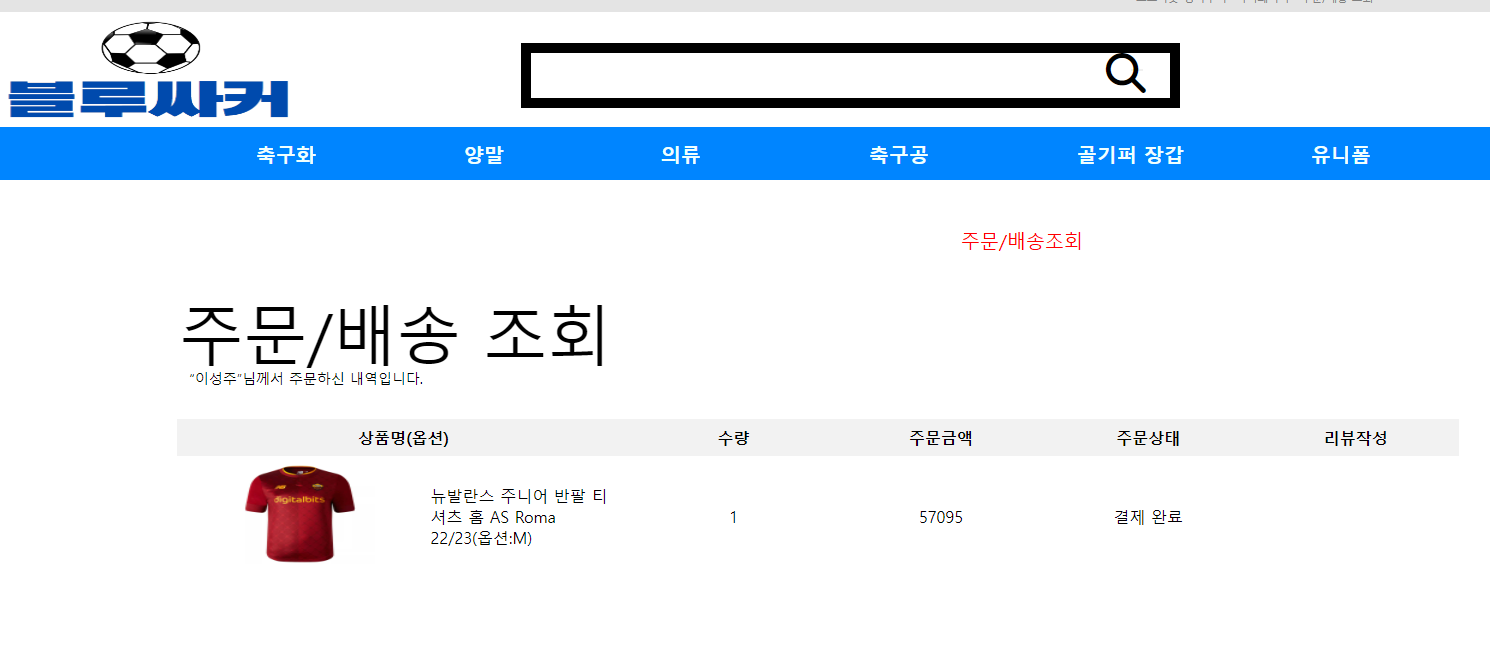 블루싸커
축구화 양말 의류 축구공 골기퍼 장갑 유니폼
주문/배송조회
주문/배송 조회
"이성주"님께서 주문하신 내역입니다.
상품명(옵션) 수량 주문금액 주문상태 리뷰작성
digitalbits
뉴발란스 주니어 반팔 티
셔츠 홈 AS Roma
22/23(옵션:M)
1
57095
결제 완료